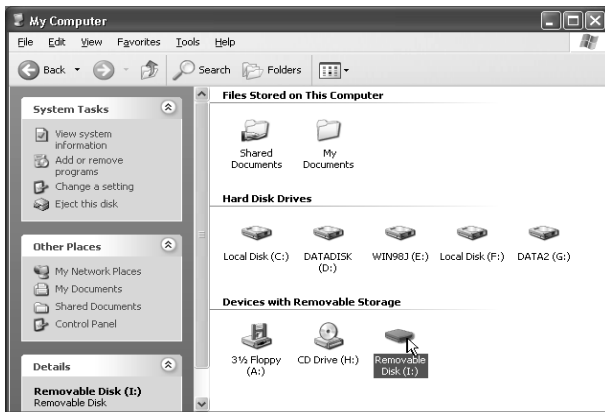 My Computer
File Edit View Favorites Tools Help
Back Search Folders
System Tasks
View system
information
Add or remove
programs
Change a setting
Eject this disk
Other Places
My Network Places
My Documents
Shared Documents
Control Panel
Details
Removable Disk (I:)
Removable Disk
Files Stored on This Computer
Shared
Documents
My
Documents
Hard Disk Drives
Local Disk (C:)
DATADISK
(D:)
WIN98J (E:)
Local Disk (F:)
DATA2 (G:)
Devices with Removable Storage
3½ Floppy
(A:)
CD Drive (H:)
Removable
Disk (I:)